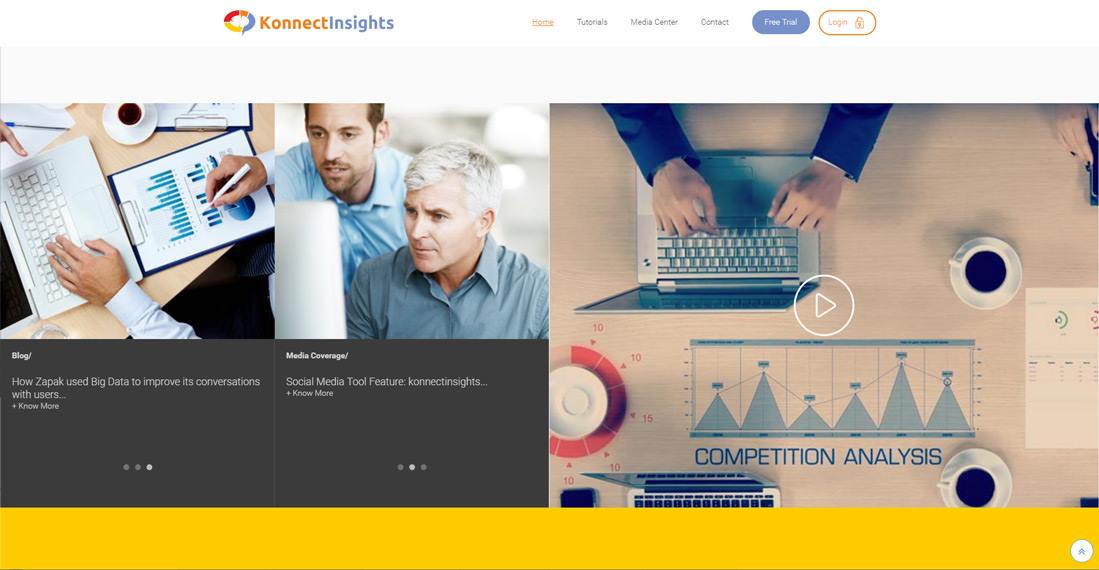 KonnectInsights
Home Tutorials Media Center Contact Free Trial Login
Blog/
How Zapak used Big Data to improve its conversations
with users...
+ Know More
Media Coverage/
Social Media Tool Feature: konnectinsights...
+ Know More
10
10
10
15
10
10
COMPETITION ANALYSIS